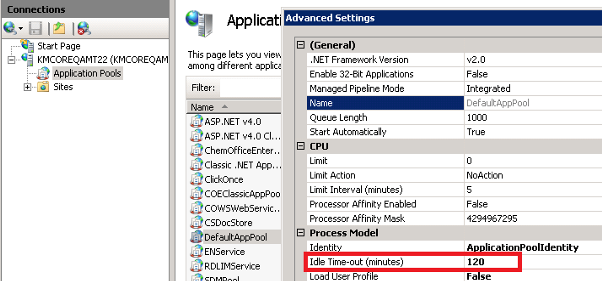 Connections
Start Page
KMCOREQAMT22 (KMCOREQAM
Application Pools
Sites
Applicatio
This page lets you view
among different applica
Filter:
Name
ASP.NET v4.0
ASP.NET v4.0 Cl...
ChemOfficeEnter...
Classic .NET App...
ClickOnce
COEClassicAppPoo
COWSWebService...
CSDocStore
DefaultAppPool
ENService
RDLIMService
SDMPool
Advanced Settings
(General)
.NET Framework Version v2.0
Enable 32-Bit Applications False
Managed Pipeline Mode Integrated
Name DefaultAppPool
Queue Length 1000
Start Automatically True
CPU
Limit 0
Limit Action NoAction
Limit Interval (minutes) 5
Processor Affinity Enabled False
Processor Affinity Mask 4294967295
Process Model
Identity ApplicationPoolIdentity
Idle Time-out (minutes) 120
Load User Profile False